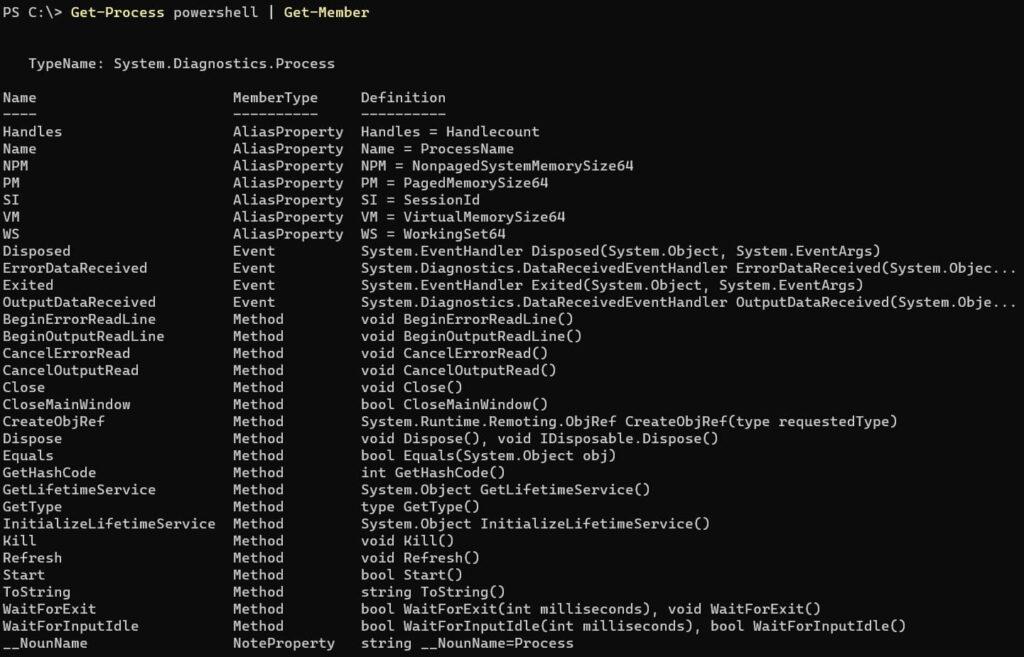 PS C:\> Get-Process powershell | Get-Member
TypeName: System.Diagnostics.Process
Name MemberType Definition
---- ---------- ----------
Handles AliasProperty Handles = Handlecount
Name AliasProperty Name = ProcessName
NPM AliasProperty NPM = NonpagedSystemMemorySize64
PM AliasProperty PM = PagedMemorySize64
SI AliasProperty SI = SessionId
VM AliasProperty VM = VirtualMemorySize64
WS AliasProperty WS = WorkingSet64
Disposed Event System.EventHandler Disposed(System.Object, System.EventArgs)
ErrorDataReceived Event System.Diagnostics.DataReceivedEventHandler ErrorDataReceived(System.Objec...
Exited Event System.EventHandler Exited(System.Object, System.EventArgs)
OutputDataReceived Event System.Diagnostics.DataReceivedEventHandler OutputDataReceived(System.Obje...
BeginErrorReadLine Method void BeginErrorReadLine()
BeginOutputReadLine Method void BeginOutputReadLine()
CancelErrorRead Method void CancelErrorRead()
CancelOutputRead Method void CancelOutputRead()
Close Method void Close()
CloseMainWindow Method bool CloseMainWindow()
CreateObjRef Method System.Runtime.Remoting.ObjRef CreateObjRef(type requestedType)
Dispose Method void Dispose(), void IDisposable.Dispose()
Equals Method bool Equals(System.Object obj)
GetHashCode Method int GetHashCode()
GetLifetimeService Method System.Object GetLifetimeService()
GetType Method type GetType()
InitializeLifetimeService Method System.Object InitializeLifetimeService()
Kill Method void Kill()
Refresh Method void Refresh()
Start Method bool Start()
ToString Method string ToString()
WaitForExit Method bool WaitForExit(int milliseconds), void WaitForExit()
WaitForInputIdle Method bool WaitForInputIdle(int milliseconds), bool WaitForInputIdle()
__NounName NoteProperty string __NounName=Process